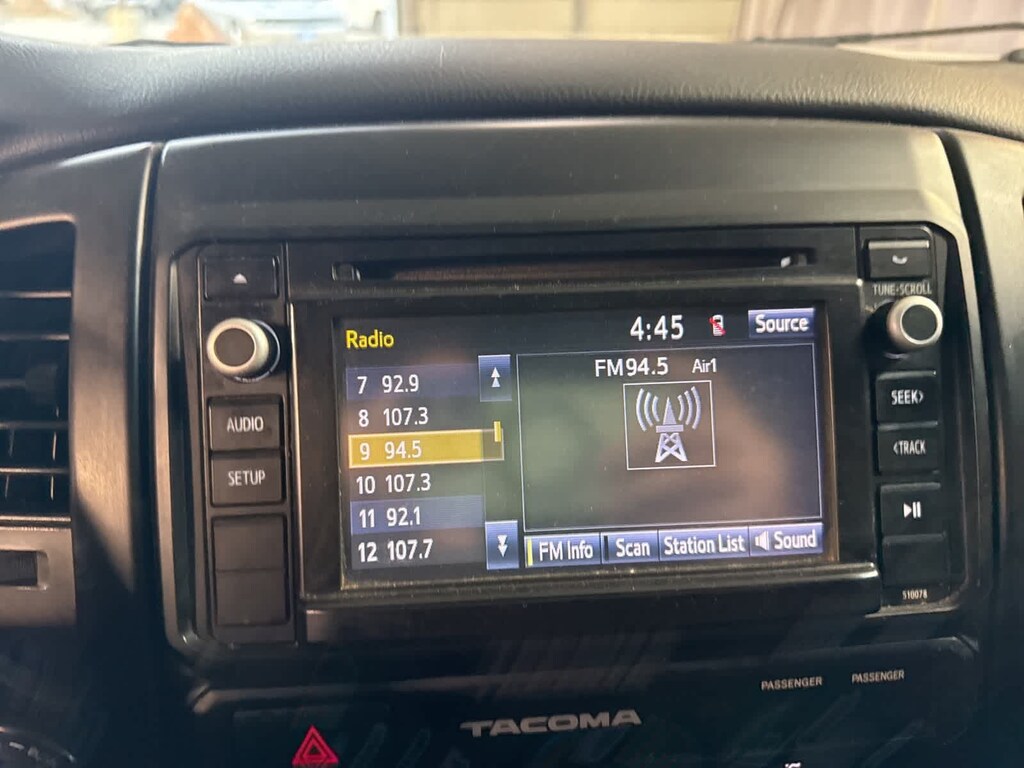 Radio
4:45
Source
TUNE•SCROLL
FM94.5 Air1
7 92.9
8 107.3
9 94.5
10 107.3
11 92.1
12 107.7
FM Info
Scan
Station List
Sound
AUDIO
SETUP
SEEK>
<TRACK
510078
PASSENGER
PASSENGER
TACOMA